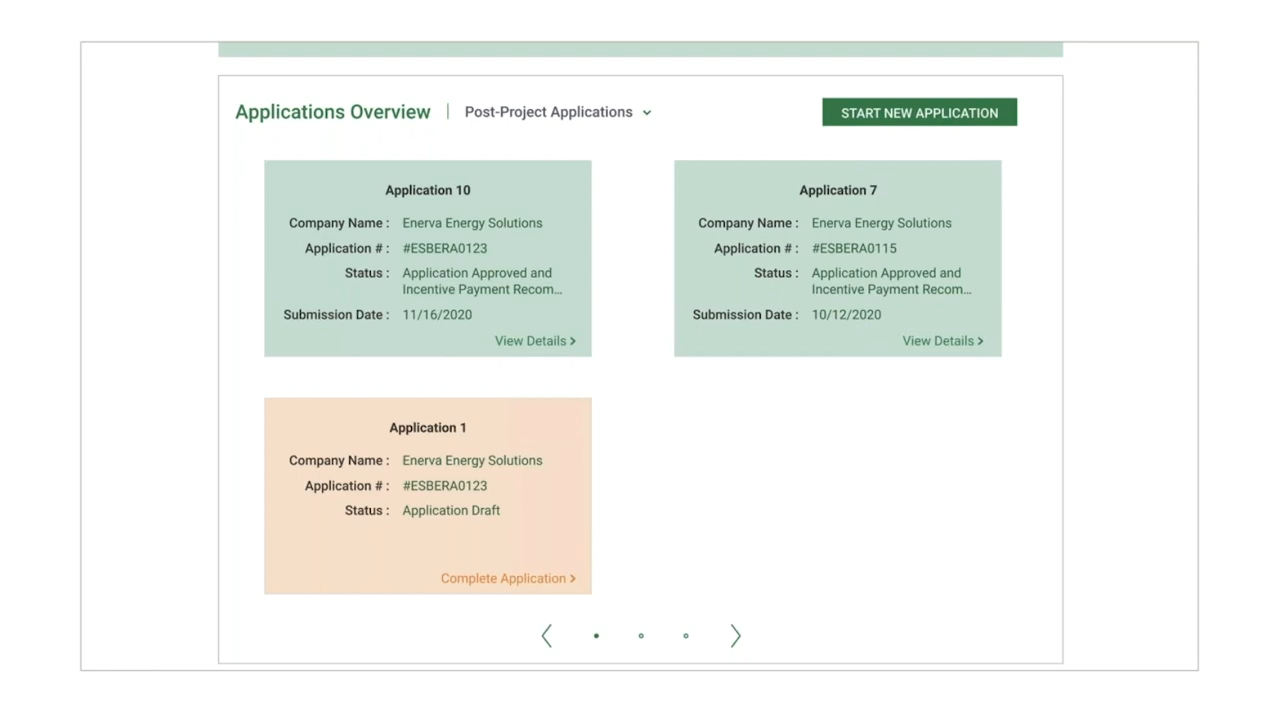 Applications Overview | Post-Project Applications
START NEW APPLICATION
Application 10
Company Name : Enerva Energy Solutions
Application # : #ESBERA0123
Status : Application Approved and
Incentive Payment Recom...
Submission Date : 11/16/2020
View Details >
Application 7
Company Name : Enerva Energy Solutions
Application # : #ESBERA0115
Status : Application Approved and
Incentive Payment Recom...
Submission Date : 10/12/2020
View Details >
Application 1
Company Name : Enerva Energy Solutions
Application # : #ESBERA0123
Status : Application Draft
Complete Application >